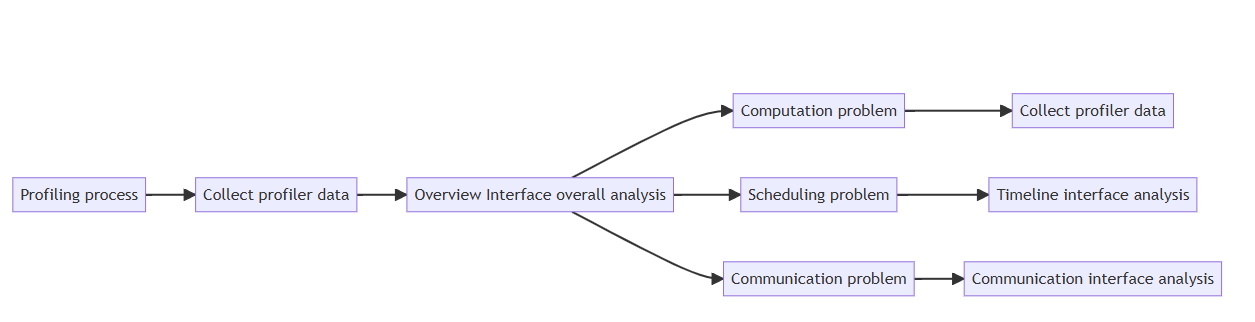 Profiling process
Collect profiler data
Overview Interface overall analysis
Computation problem
Collect profiler data
Scheduling problem
Timeline interface analysis
Communication problem
Communication interface analysis